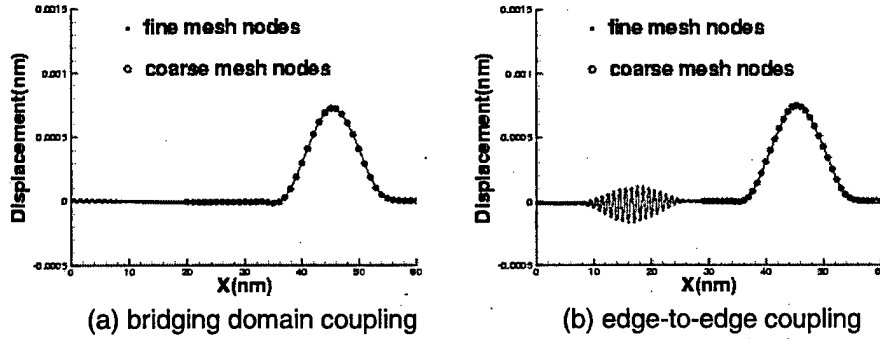 0.0015
fine mesh nodes
coarse mesh nodes
0.001
0.0005
0
-0.0005
Displacement(nm)
0 10 20 30 40 50 60
X(nm)
(a) bridging domain coupling
0.0015
fine mesh nodes
coarse mesh nodes
0.001
0.0005
0
-0.0005
Displacement(nm)
0 10 20 30 40 50 60
X(nm)
(b) edge-to-edge coupling